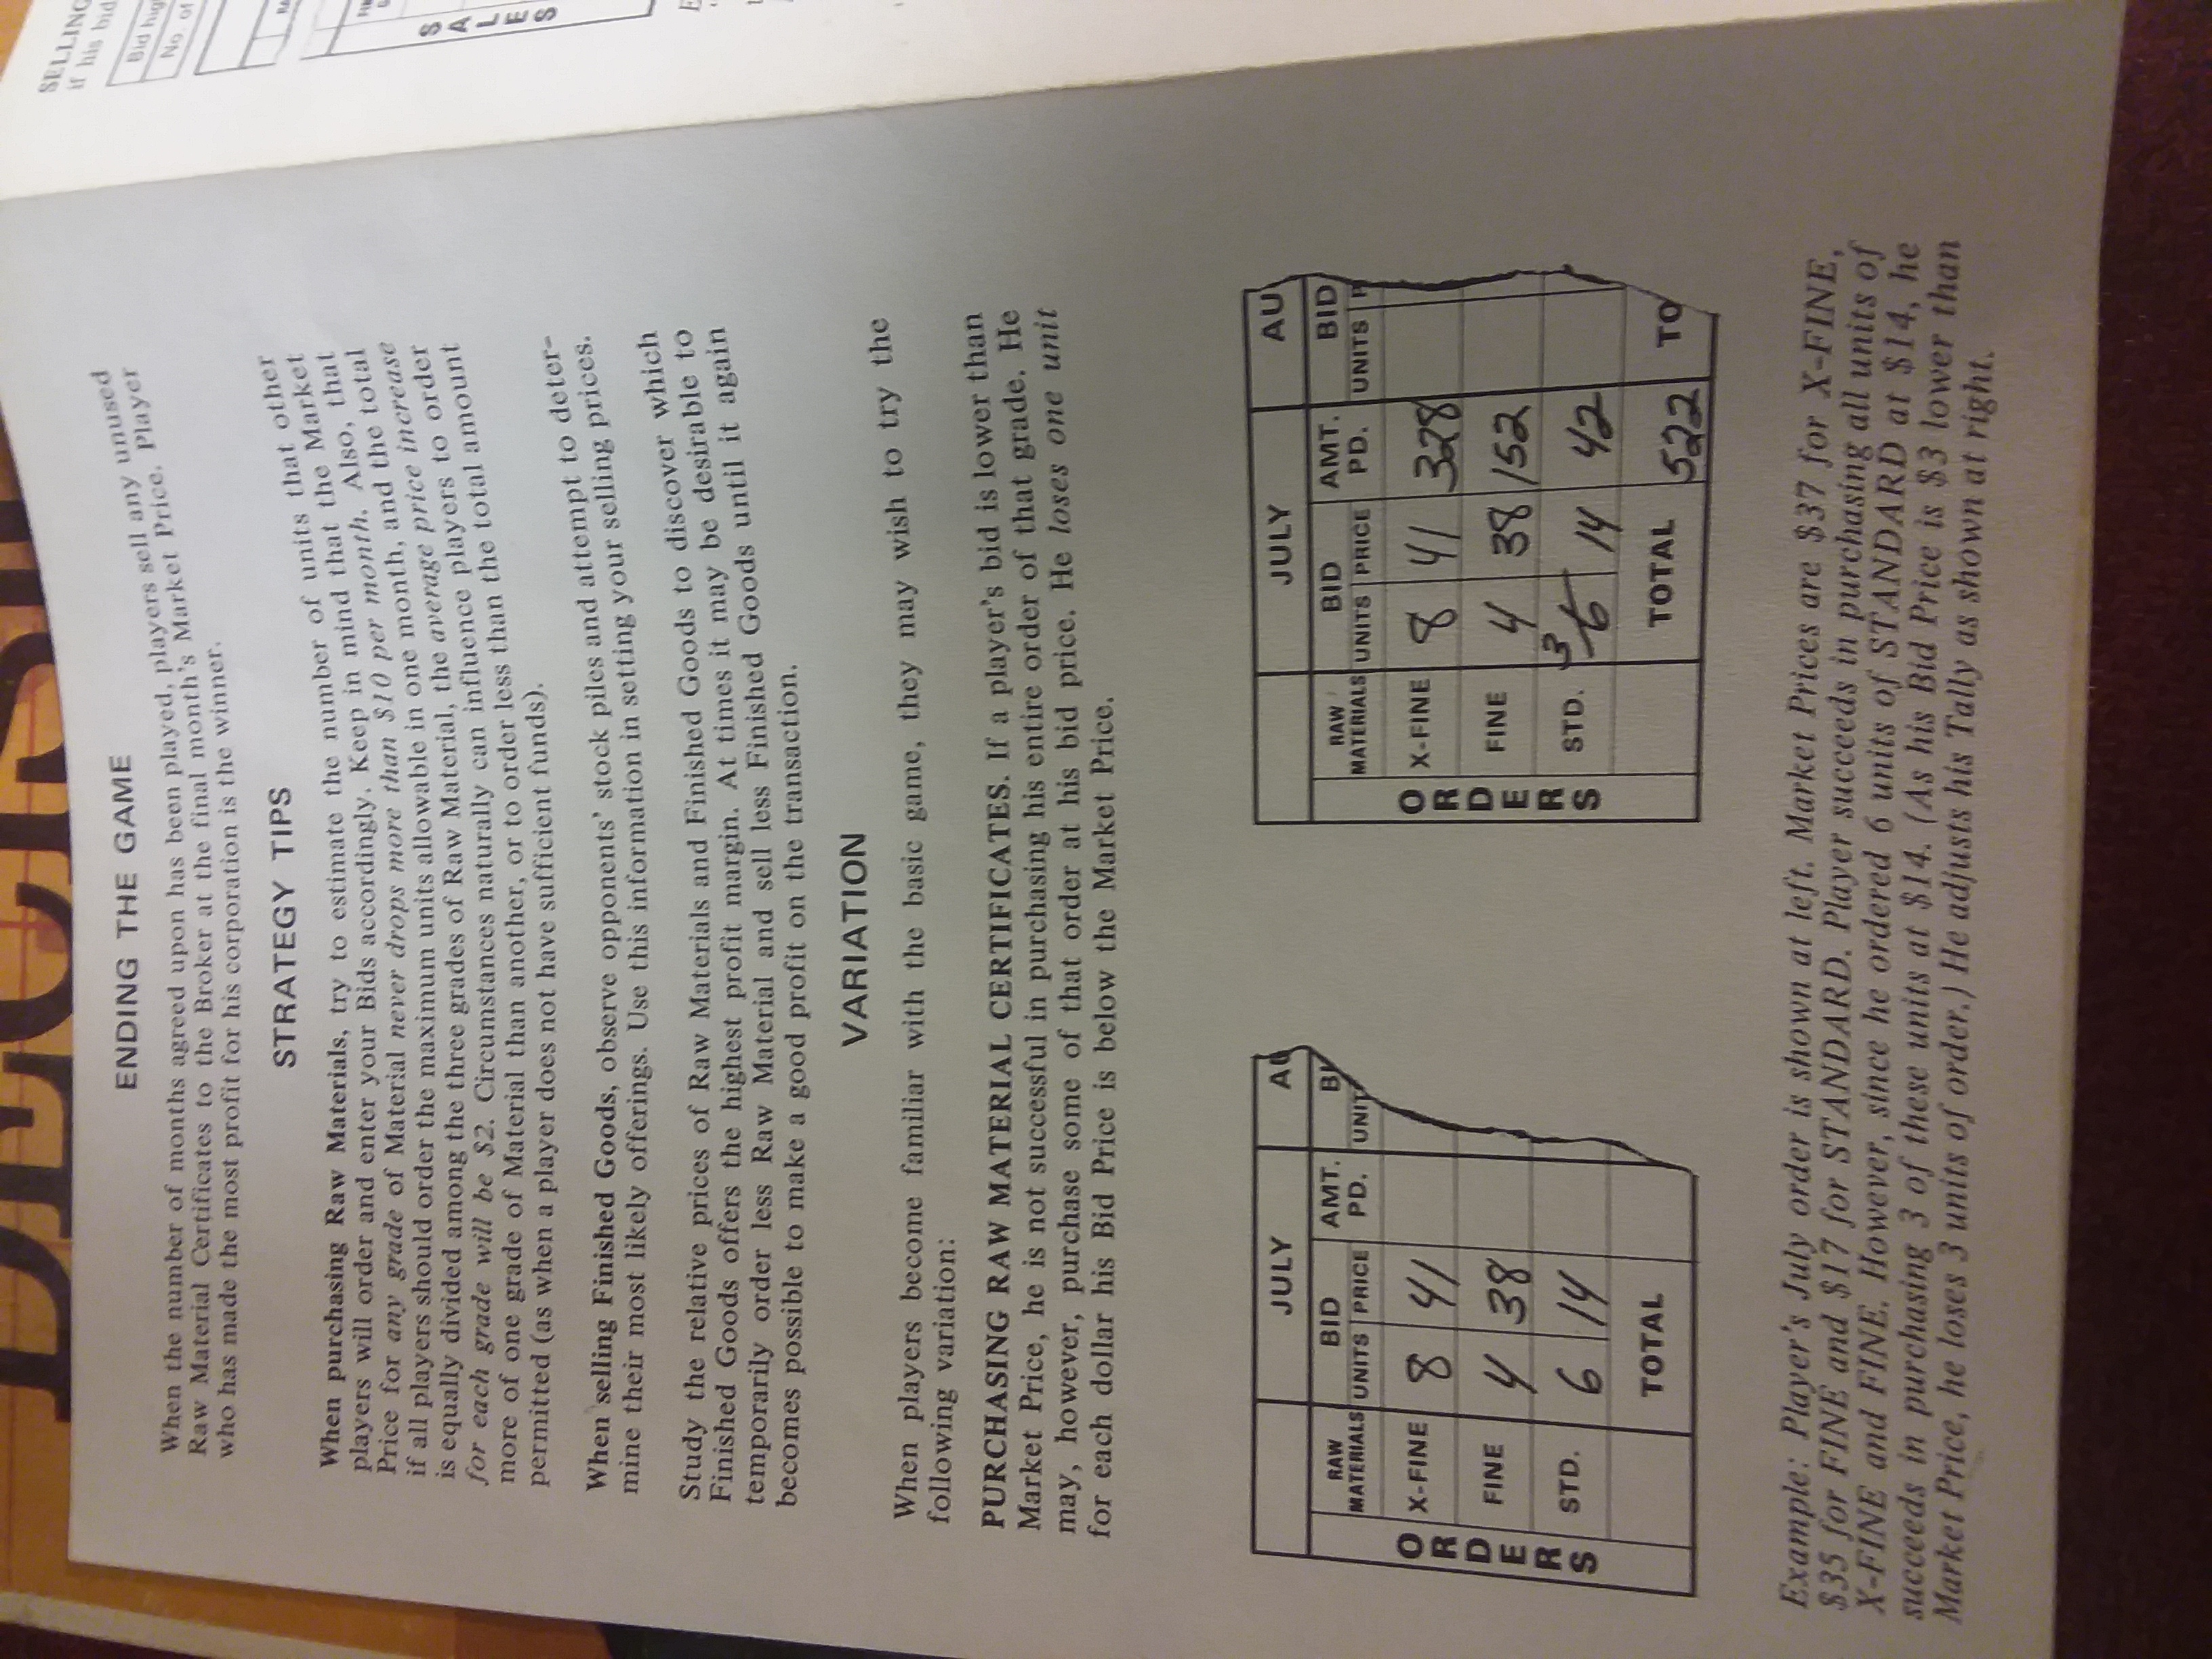 DECIS
ENDING THE GAME
When the number of months agreed upon has been played, players sell any unused
Raw Material Certificates to the Broker at the final month's Market Price. Player
who has made the most profit for his corporation is the winner.
STRATEGY TIPS
When purchasing Raw Materials, try to estimate the number of units that other
players will order and enter your Bids accordingly. Keep in mind that the Market
Price for any grade of Material never drops more than $10 per month. Also, that
if all players should order the maximum units allowable in one month, and the total
is equally divided among the three grades of Raw Material, the average price increase
for each grade will be $2. Circumstances naturally can influence players to order
more of one grade of Material than another, or to order less than the total amount
permitted (as when a player does not have sufficient funds).
When selling Finished Goods, observe opponents' stock piles and attempt to deter-
mine their most likely offerings. Use this information in setting your selling prices.
Study the relative prices of Raw Materials and Finished Goods to discover which
Finished Goods offers the highest profit margin. At times it may be desirable to
temporarily order less Raw Material and sell less Finished Goods until it again
becomes possible to make a good profit on the transaction.
VARIATION
When players become familiar with the basic game, they may wish to try the
following variation:
PURCHASING RAW MATERIAL CERTIFICATES. If a player's bid is lower than
Market Price, he is not successful in purchasing his entire order of that grade. He
may, however, purchase some of that order at his bid price. He loses one unit
for each dollar his Bid Price is below the Market Price.
JULY AU
RAW MATERIALS BID AMT. PD. BI
UNITS PRICE UNIT
ORDERS
X-FINE 8 41
FINE 4 38
STD. 6 14
TOTAL
JULY AU
RAW MATERIALS BID AMT. PD. BID
UNITS PRICE UNITS P
ORDERS
X-FINE 8 41 328
FINE 4 38 152
STD. 3 6 14 42
TOTAL 522 TO
Example: Player's July order is shown at left. Market Prices are $37 for X-FINE,
$35 for FINE and $17 for STANDARD. Player succeeds in purchasing all units of
X-FINE and FINE. However, since he ordered 6 units of STANDARD at $14, he
succeeds in purchasing 3 of these units at $14. (As his Bid Price is $3 lower than
Market Price, he loses 3 units of order.) He adjusts his Tally as shown at right.
SELLING
if his bid
Bid hig
No. of
SALES